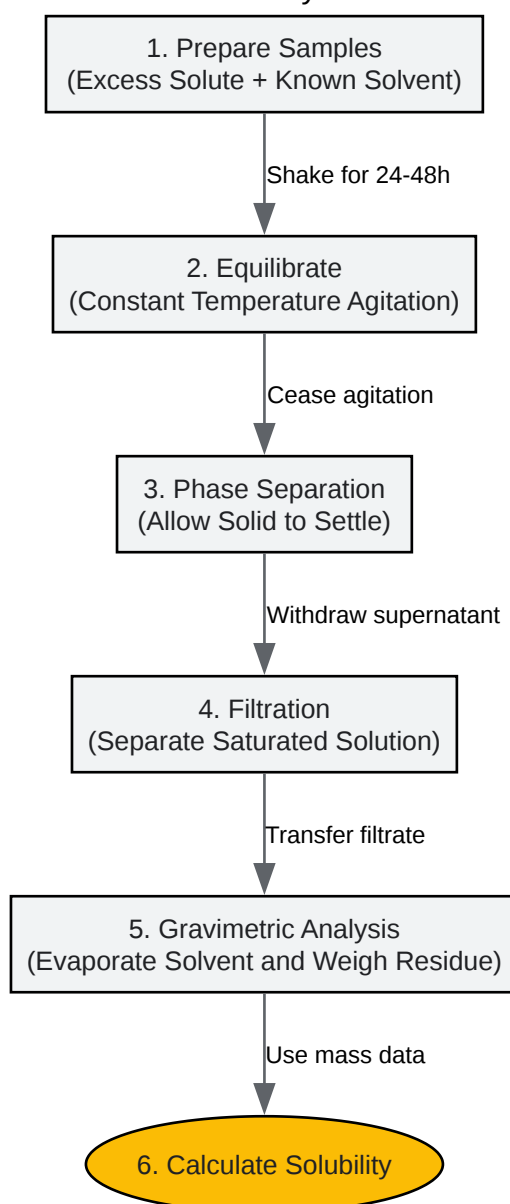 1. Prepare Samples
(Excess Solute + Known Solvent)
Shake for 24-48h
2. Equilibrate
(Constant Temperature Agitation)
Cease agitation
3. Phase Separation
(Allow Solid to Settle)
Withdraw supernatant
4. Filtration
(Separate Saturated Solution)
Transfer filtrate
5. Gravimetric Analysis
(Evaporate Solvent and Weigh Residue)
Use mass data
6. Calculate Solubility